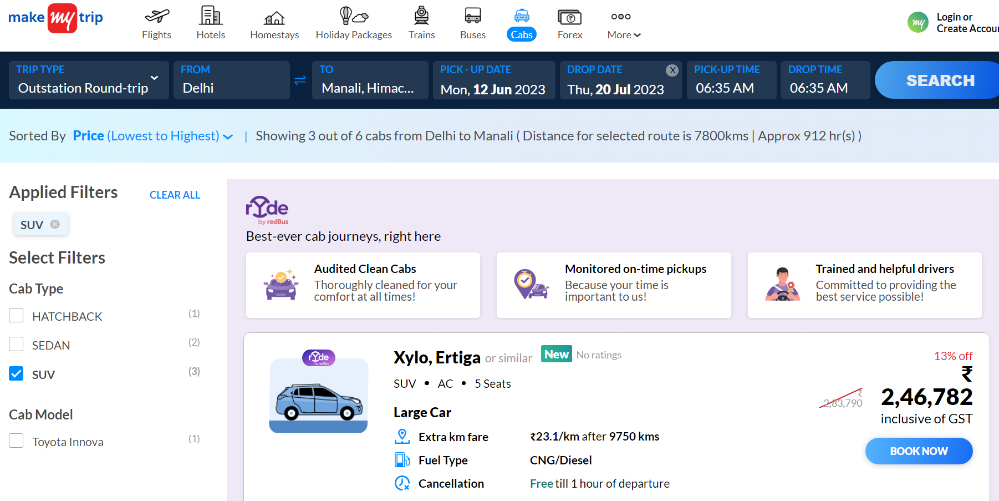 make my trip
Flights
Hotels
Homestays
Holiday Packages
Trains
Buses
Cabs
Forex
More
my
Login or
Create Accou
TRIP TYPE
Outstation Round-trip
FROM
Delhi
TO
Manali, Himac...
PICK - UP DATE
Mon, 12 Jun 2023
DROP DATE
X
Thu, 20 Jul 2023
PICK-UP TIME
06:35 AM
DROP TIME
06:35 AM
SEARCH
Sorted By Price (Lowest to Highest) | Showing 3 out of 6 cabs from Delhi to Manali ( Distance for selected route is 7800kms | Approx 912 hr(s) )
Applied Filters
CLEAR ALL
SUV
Select Filters
Cab Type
HATCHBACK (1)
SEDAN (2)
SUV (3)
Cab Model
Toyota Innova (1)
rYde
by redBus
Best-ever cab journeys, right here
Audited Clean Cabs
Thoroughly cleaned for your
comfort at all times!
Monitored on-time pickups
Because your time is
important to us!
Trained and helpful drivers
Committed to providing the
best service possible!
rYde
by redBus
Xylo, Ertiga or similar New No ratings
SUV • AC • 5 Seats
Large Car
Extra km fare ₹23.1/km after 9750 kms
Fuel Type CNG/Diesel
Cancellation Free till 1 hour of departure
13% off
₹
2,83,790
₹
2,46,782
inclusive of GST
BOOK NOW